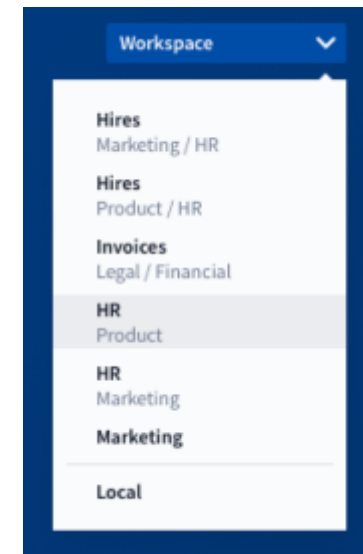 Workspace
Hires
Marketing / HR
Hires
Product / HR
Invoices
Legal / Financial
HR
Product
HR
Marketing
Marketing
Local